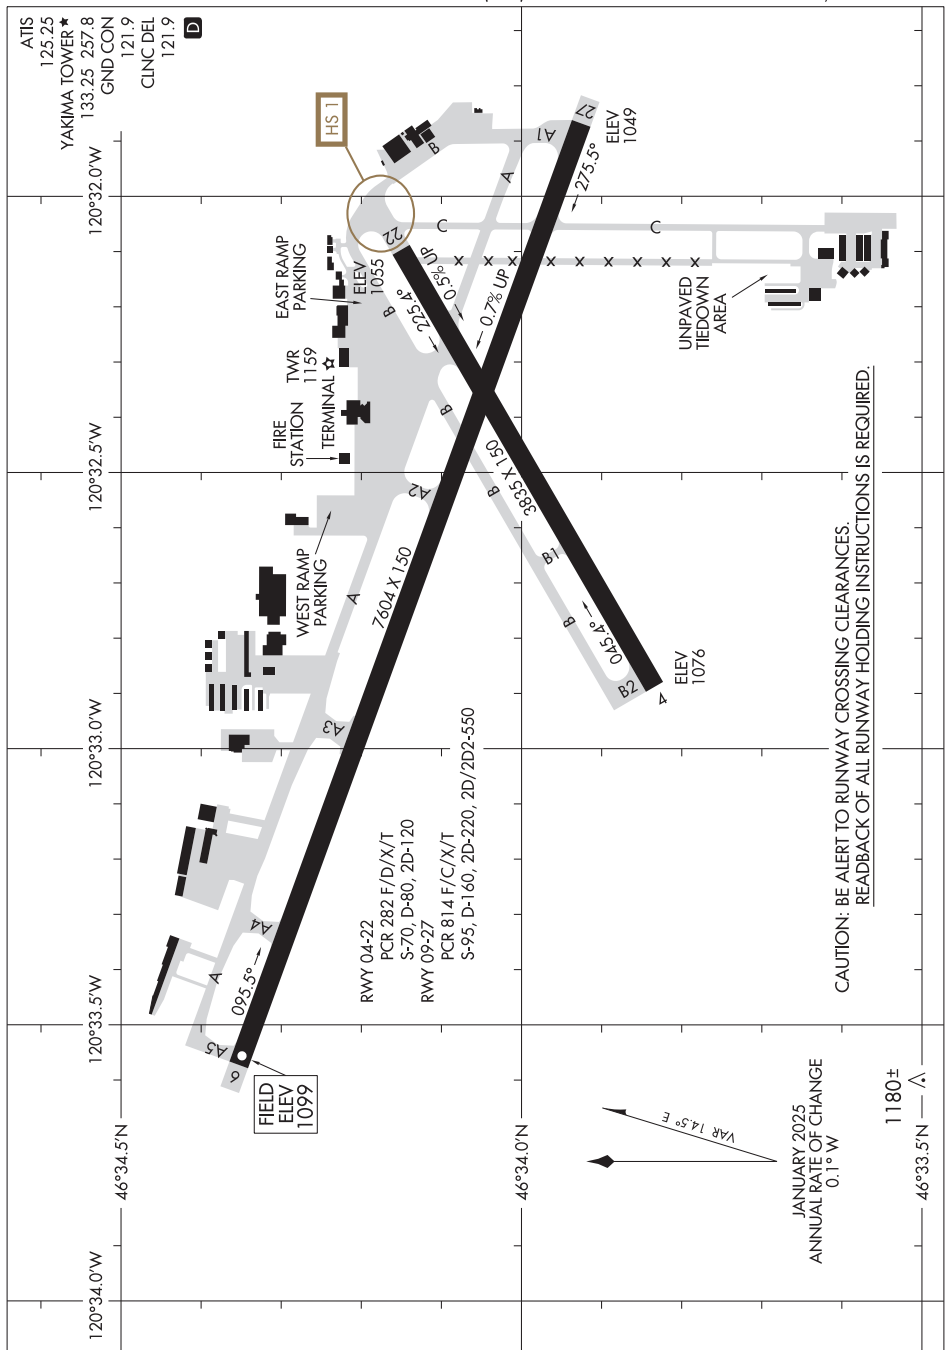 ATIS
125.25
YAKIMA TOWER ★
133.25 257.8
GND CON
121.9
CLNC DEL
121.9
D
HS 1
120°34.0'W
120°33.5'W
120°33.0'W
120°32.5'W
120°32.0'W
46°34.5'N
46°34.0'N
46°33.5'N
FIELD
ELEV
1099
9
A5
A
095.5°
A4
A3
A
7604 X 150
A2
WEST RAMP
PARKING
FIRE
STATION
TERMINAL
TWR
1159
EAST RAMP
PARKING
ELEV
1055
22
225.4°
0.5% UP
B
B
B
0.7% UP
B
C
A
A1
27
ELEV
1049
275.5°
C
X X X X X X X X X
3835 X 150
B1
B
045.4°
B2
4
ELEV
1076
UNPAVED
TIEDOWN
AREA
RWY 04-22
PCR 282 F/D/X/T
S-70, D-80, 2D-120
RWY 09-27
PCR 814 F/C/X/T
S-95, D-160, 2D-220, 2D/2D2-550
VAR 14.5° E
JANUARY 2025
ANNUAL RATE OF CHANGE
0.1° W
1180±
CAUTION: BE ALERT TO RUNWAY CROSSING CLEARANCES.
READBACK OF ALL RUNWAY HOLDING INSTRUCTIONS IS REQUIRED.